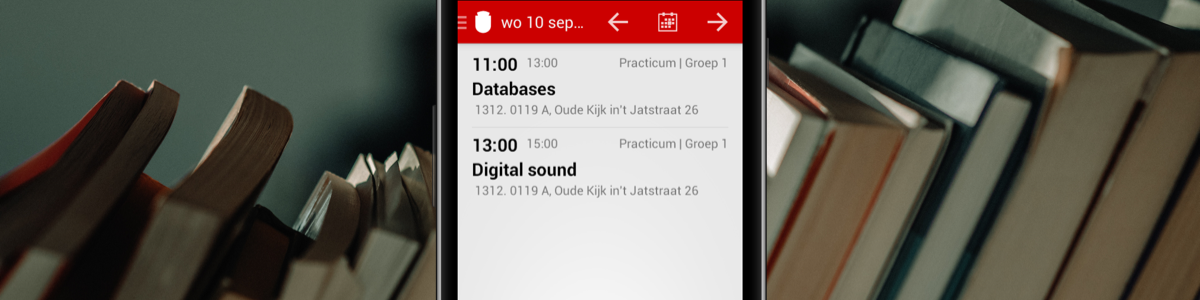 wo 10 sep...
11:00 13:00 Practicum | Groep 1
Databases
1312. 0119 A, Oude Kijk in't Jatstraat 26
13:00 15:00 Practicum | Groep 1
Digital sound
1312. 0119 A, Oude Kijk in't Jatstraat 26